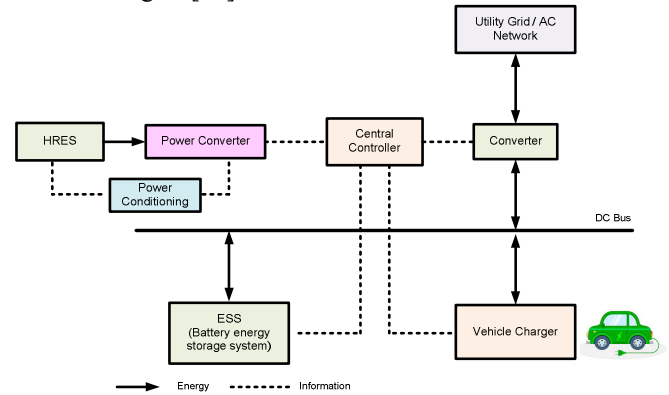 Utility Grid / AC
Network
HRES
Power Converter
Central
Controller
Converter
Power
Conditioning
DC Bus
ESS
(Battery energy
storage system)
Vehicle Charger
Energy
Information